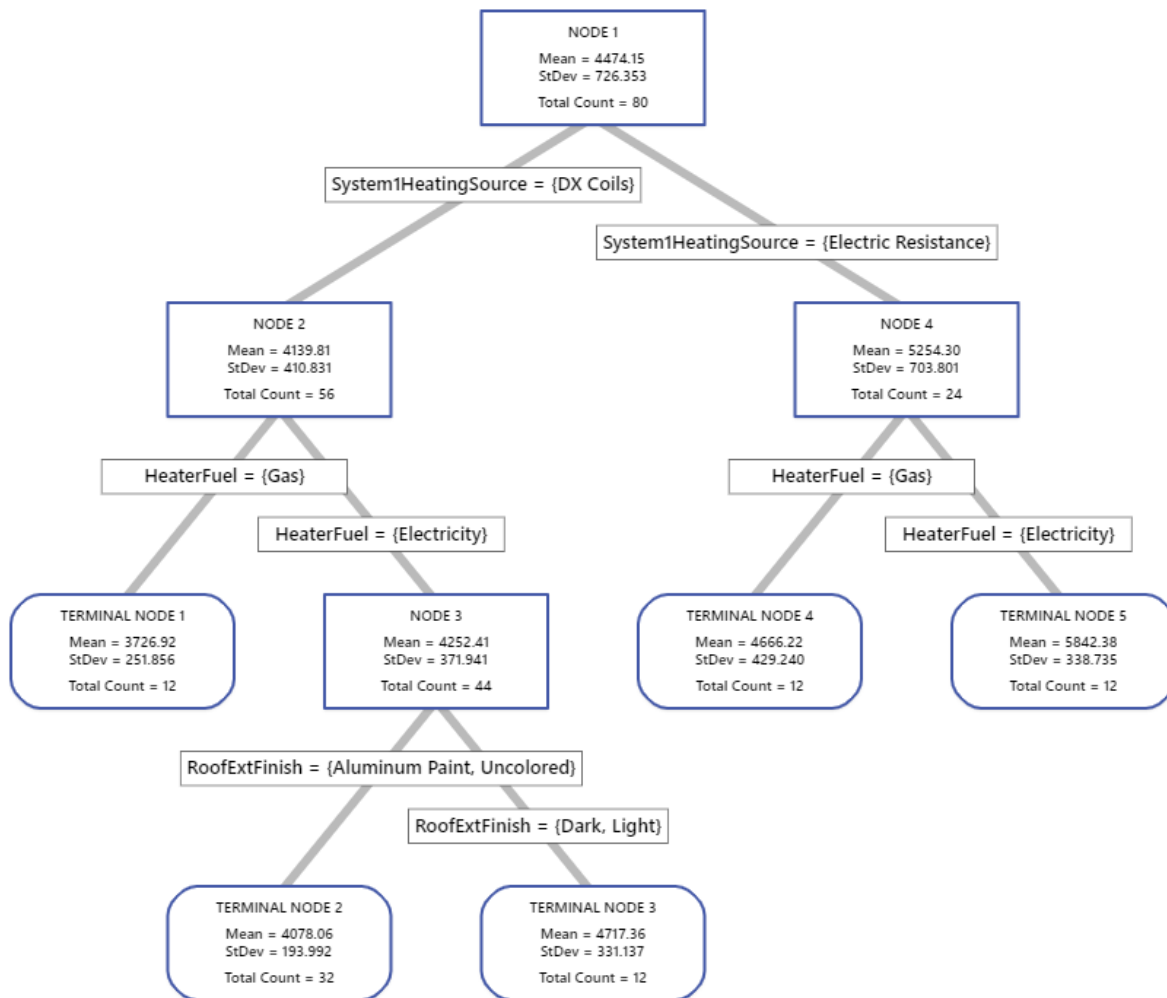 NODE 1
Mean = 4474.15
StDev = 726.353
Total Count = 80
System1HeatingSource = {DX Coils}
System1HeatingSource = {Electric Resistance}
NODE 2
Mean = 4139.81
StDev = 410.831
Total Count = 56
NODE 4
Mean = 5254.30
StDev = 703.801
Total Count = 24
HeaterFuel = {Gas}
HeaterFuel = {Electricity}
HeaterFuel = {Gas}
HeaterFuel = {Electricity}
TERMINAL NODE 1
Mean = 3726.92
StDev = 251.856
Total Count = 12
NODE 3
Mean = 4252.41
StDev = 371.941
Total Count = 44
TERMINAL NODE 4
Mean = 4666.22
StDev = 429.240
Total Count = 12
TERMINAL NODE 5
Mean = 5842.38
StDev = 338.735
Total Count = 12
RoofExtFinish = {Aluminum Paint, Uncolored}
RoofExtFinish = {Dark, Light}
TERMINAL NODE 2
Mean = 4078.06
StDev = 193.992
Total Count = 32
TERMINAL NODE 3
Mean = 4717.36
StDev = 331.137
Total Count = 12